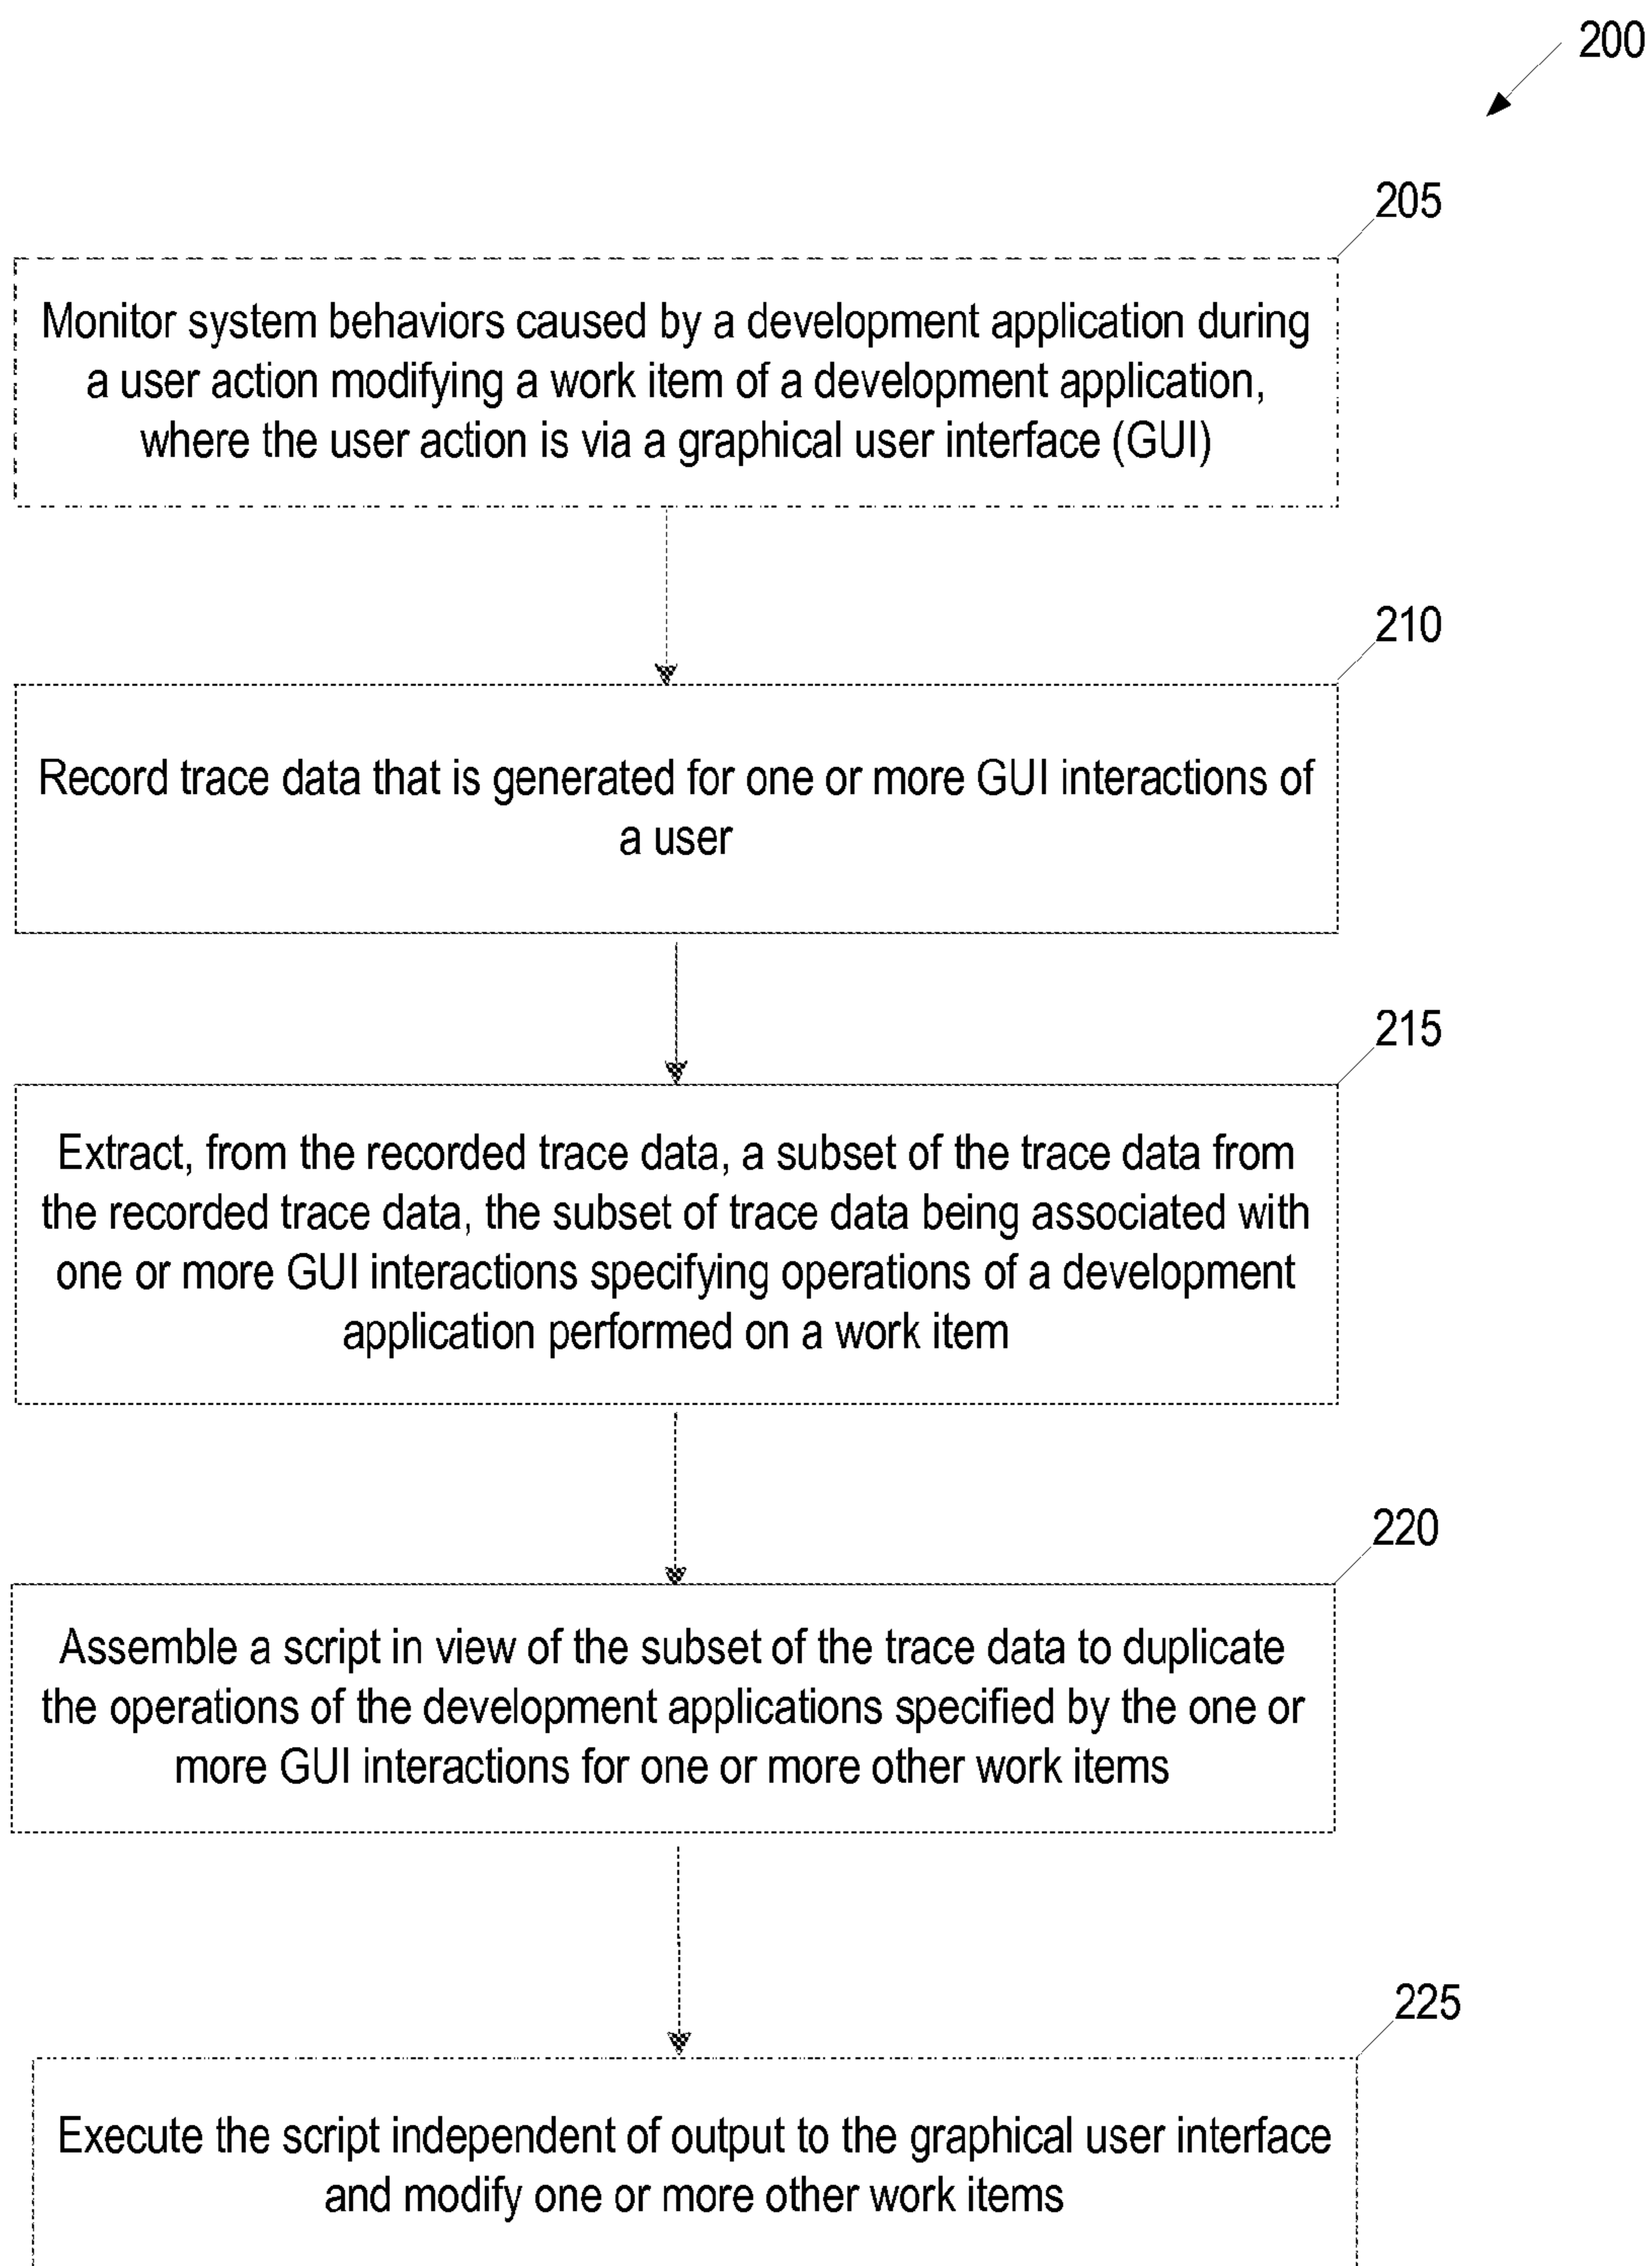 200
205
Monitor system behaviors caused by a development application during
a user action modifying a work item of a development application,
where the user action is via a graphical user interface (GUI)
210
Record trace data that is generated for one or more GUI interactions of
a user
215
Extract, from the recorded trace data, a subset of the trace data from
the recorded trace data, the subset of trace data being associated with
one or more GUI interactions specifying operations of a development
application performed on a work item
220
Assemble a script in view of the subset of the trace data to duplicate
the operations of the development applications specified by the one or
more GUI interactions for one or more other work items
225
Execute the script independent of output to the graphical user interface
and modify one or more other work items